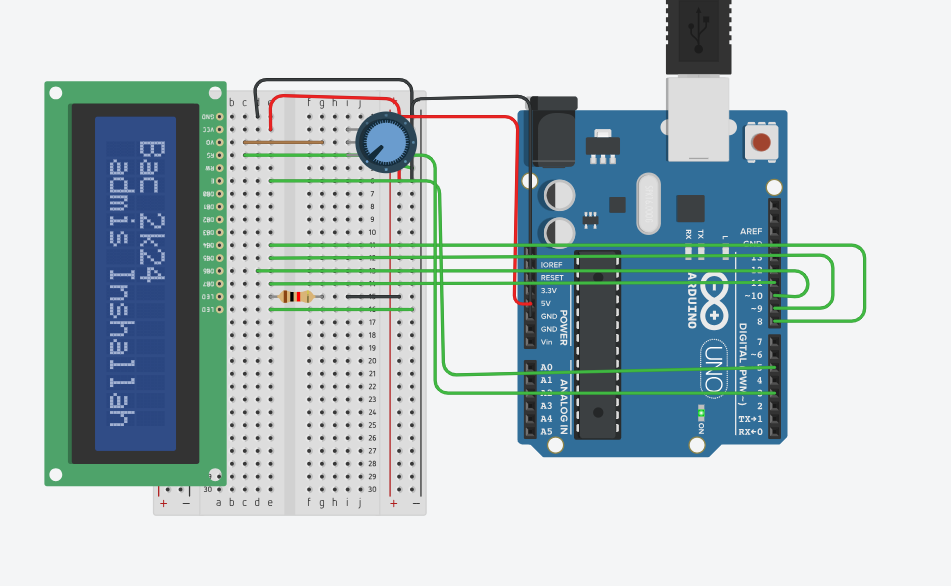 Ben 2K24
GND
VCC
VO
RS
RW
E
DB0
DB1
DB2
DB3
DB4
DB5
DB6
DB7
LED
LED
b c d e f g h i j + −
6
7
8
9
10
11
12
13
14
15
16
17
18
19
20
21
22
23
24
25
26
27
28
29
30
30
+ − a b c d e f g h i j + −
IOREF
RESET
3.3V
5V
GND
GND
Vin
POWER
A0
A1
A2
A3
A4
A5
ANALOG IN
AREF
GND
13
12
11
~10
~9
8
7
~6
5
4
3
2
TX→1
RX←0
DIGITAL (PWM~)
L
TX
RX
ARDUINO
UNO
ON